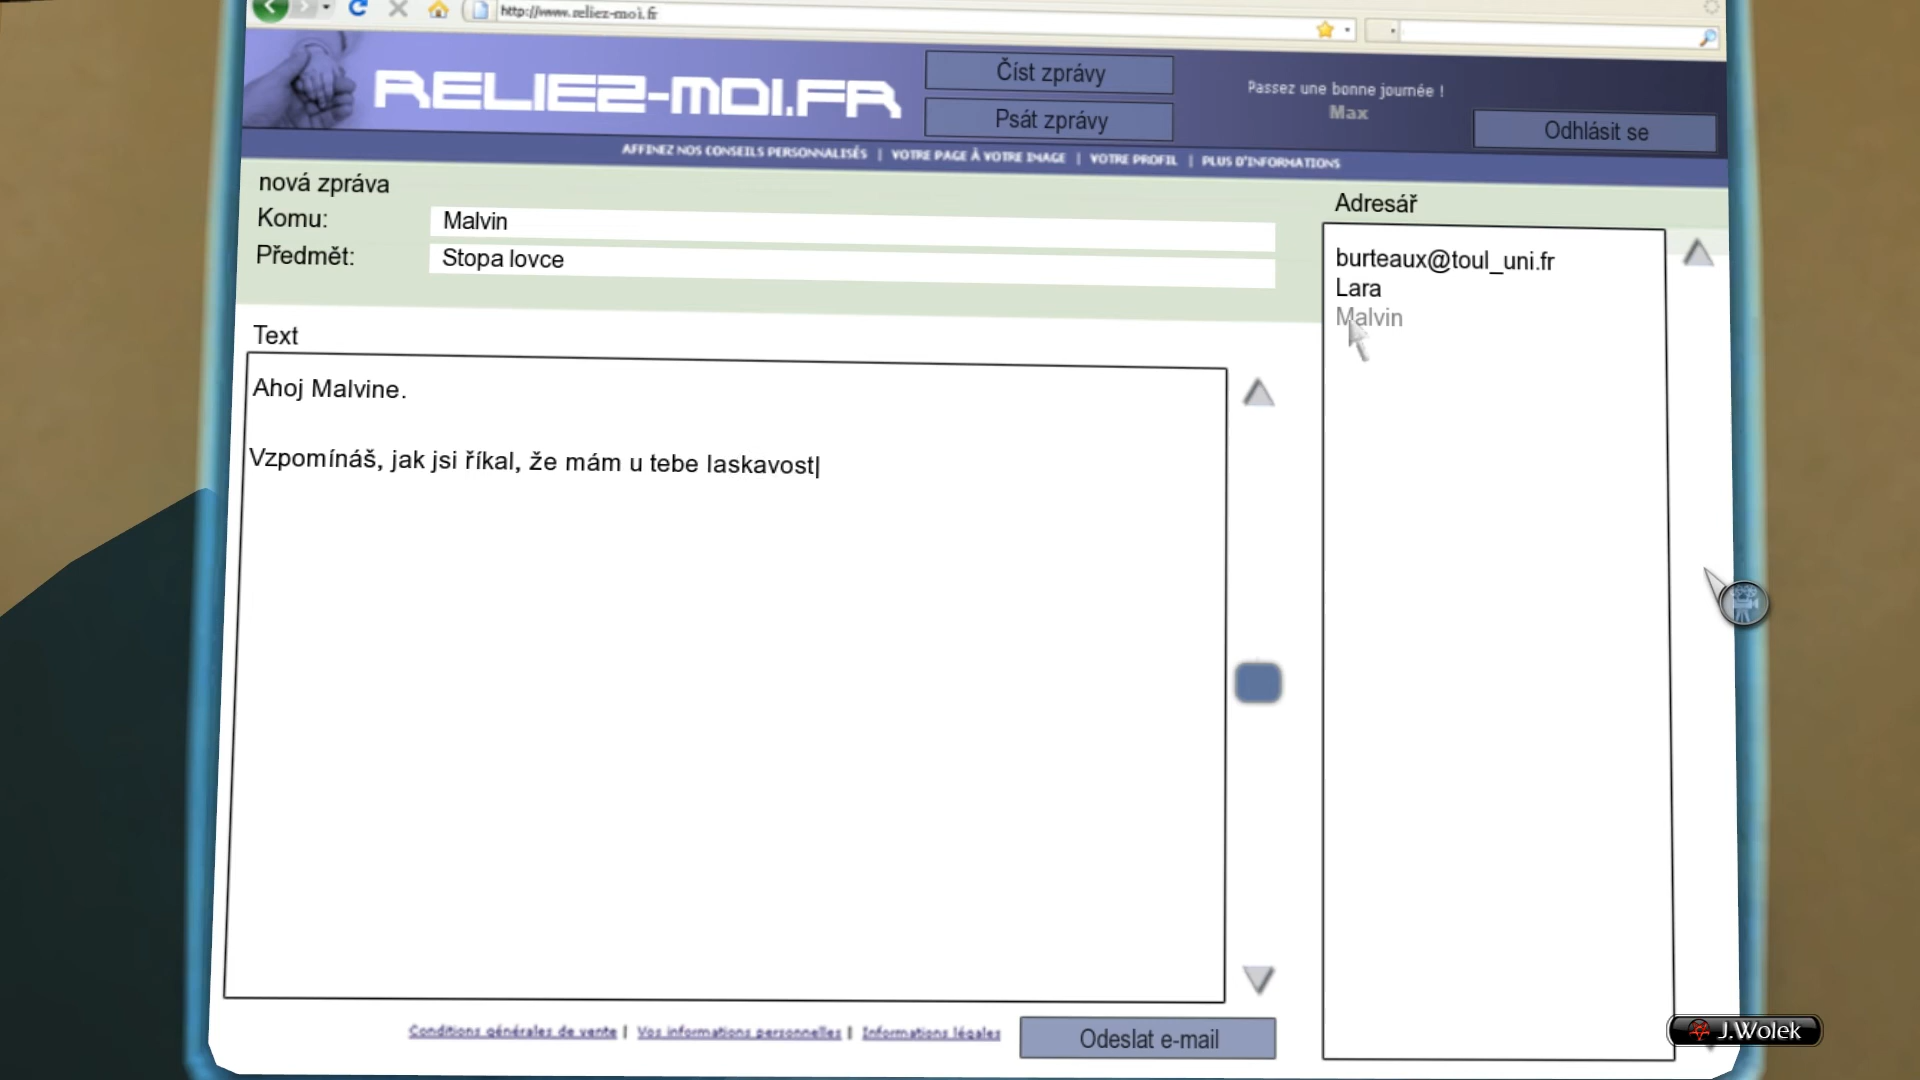 http://www.reliez-moi.fr
RELIEZ-MOI.FR
Číst zprávy
Psát zprávy
Passez une bonne journée !
Max
Odhlásit se
AFFINEZ NOS CONSEILS PERSONNALISÉS | VOTRE PAGE À VOTRE IMAGE | VOTRE PROFIL | PLUS D'INFORMATIONS
nová zpráva
Komu: Malvin
Předmět: Stopa lovce
Adresář
burteaux@toul_uni.fr
Lara
Malvin
Text
Ahoj Malvine.
Vzpomínáš, jak jsi říkal, že mám u tebe laskavost|
Conditions générales de vente | Vos informations personnelles | Informations légales
Odeslat e-mail
J.Wolek